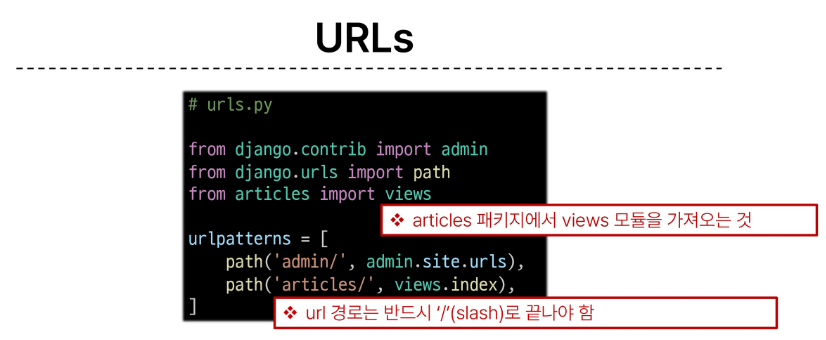 URLs
# urls.py
from django.contrib import admin
from django.urls import path
from articles import views
❖ articles 패키지에서 views 모듈을 가져오는 것
urlpatterns = [
path('admin/', admin.site.urls),
path('articles/', views.index),
]
❖ url 경로는 반드시 '/'(slash)로 끝나야 함